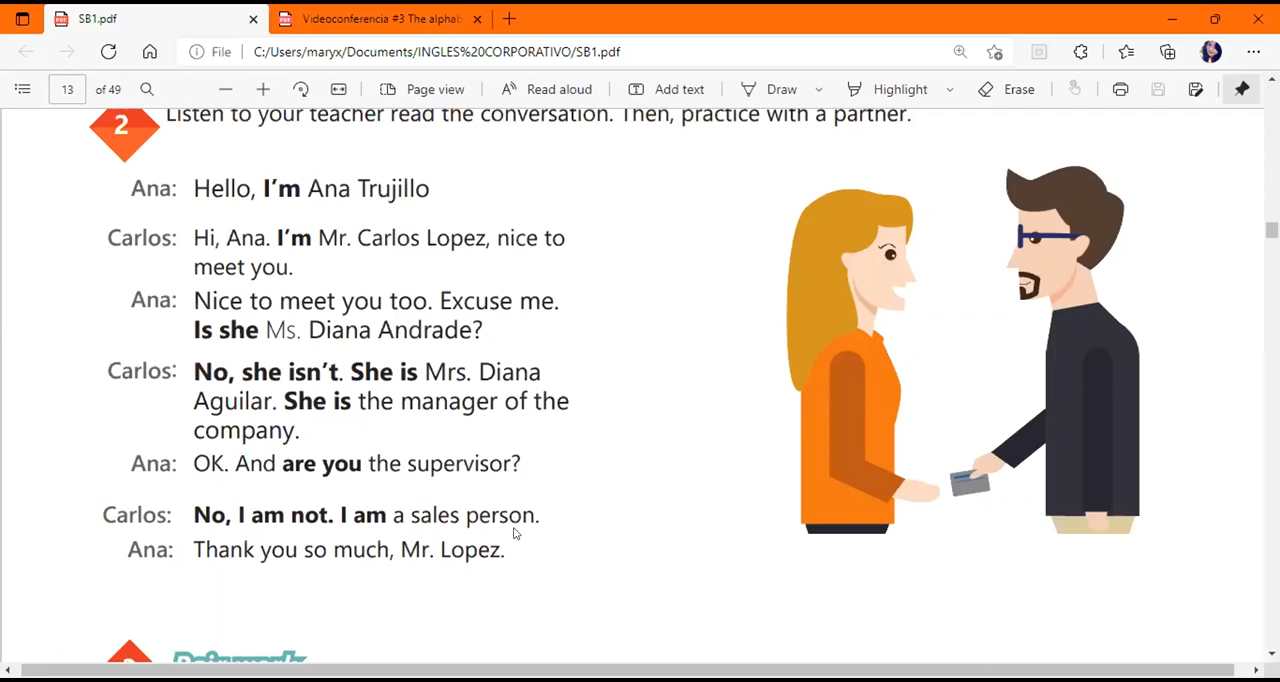 SB1.pdf
Videoconferencia #3 The alphab
File C:/Users/maryx/Documents/INGLES%20CORPORATIVO/SB1.pdf
13 of 49 Page view Read aloud Add text Draw Highlight Erase
2 Listen to your teacher read the conversation. Then, practice with a partner.
Ana: Hello, I'm Ana Trujillo
Carlos: Hi, Ana. I'm Mr. Carlos Lopez, nice to
meet you.
Ana: Nice to meet you too. Excuse me.
Is she Ms. Diana Andrade?
Carlos: No, she isn't. She is Mrs. Diana
Aguilar. She is the manager of the
company.
Ana: OK. And are you the supervisor?
Carlos: No, I am not. I am a sales person.
Ana: Thank you so much, Mr. Lopez.